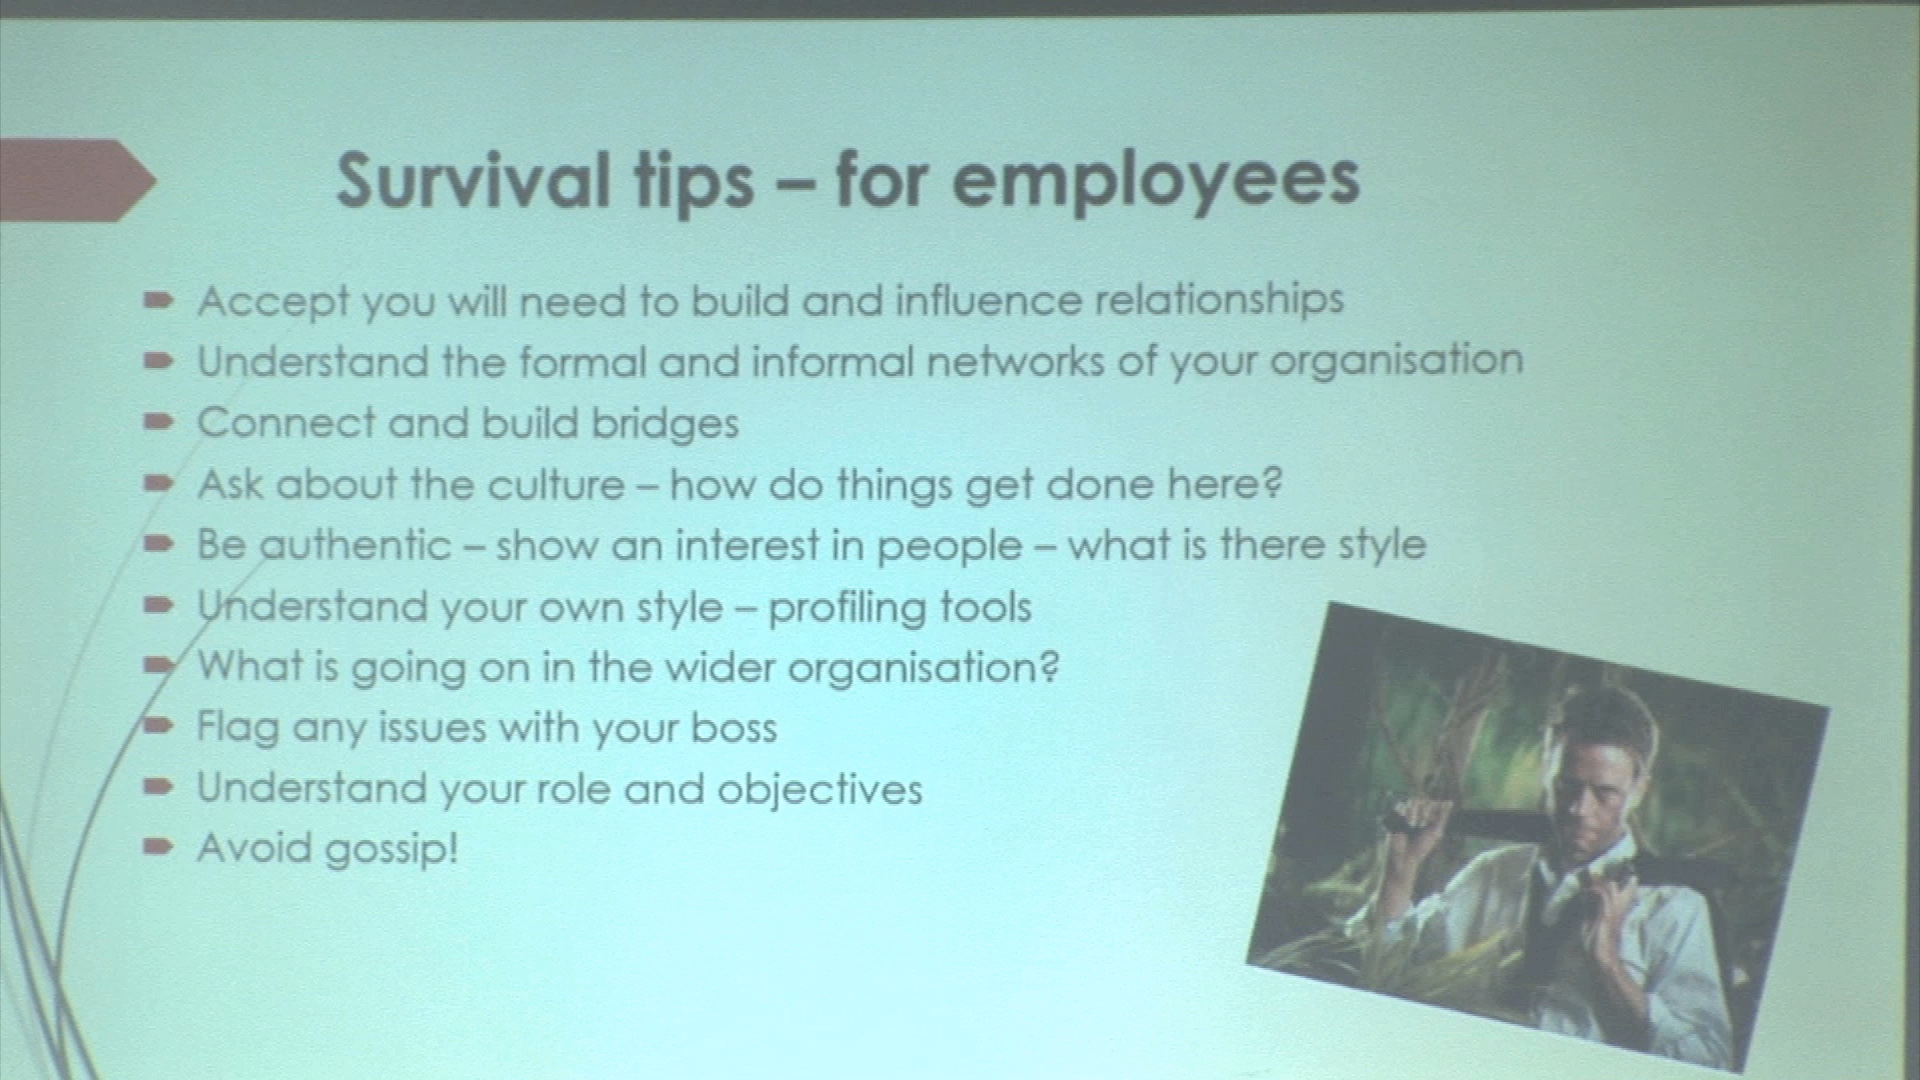 Survival tips – for employees
Accept you will need to build and influence relationships
Understand the formal and informal networks of your organisation
Connect and build bridges
Ask about the culture – how do things get done here?
Be authentic – show an interest in people – what is there style
Understand your own style – profiling tools
What is going on in the wider organisation?
Flag any issues with your boss
Understand your role and objectives
Avoid gossip!